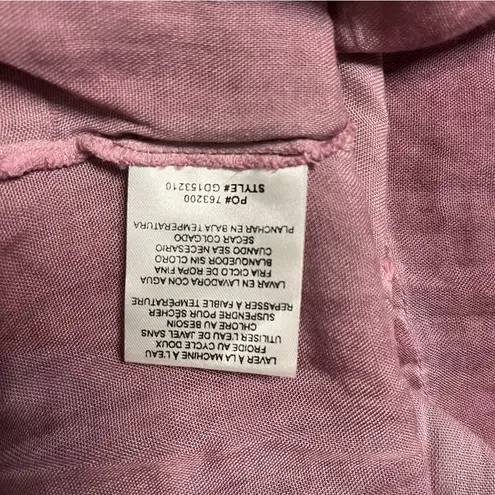 LAVER À LA MACHINE À L'EAU
FROIDE AU CYCLE DOUX
UTILISER L'EAU DE JAVEL SANS
CHLORE AU BESOIN
SUSPENDRE POUR SÉCHER
REPASSER À FAIBLE TEMPÉRATURE
LAVAR EN LAVADORA CON AGUA
FRIA CICLO DE ROPA FINA
BLANQUEDOR SIN CLORO
CUANDO SEA NECESARIO
SECAR COLGADO
PLANCHAR EN BAJA TEMPERATURA
PO# 763200
STYLE# GD153210